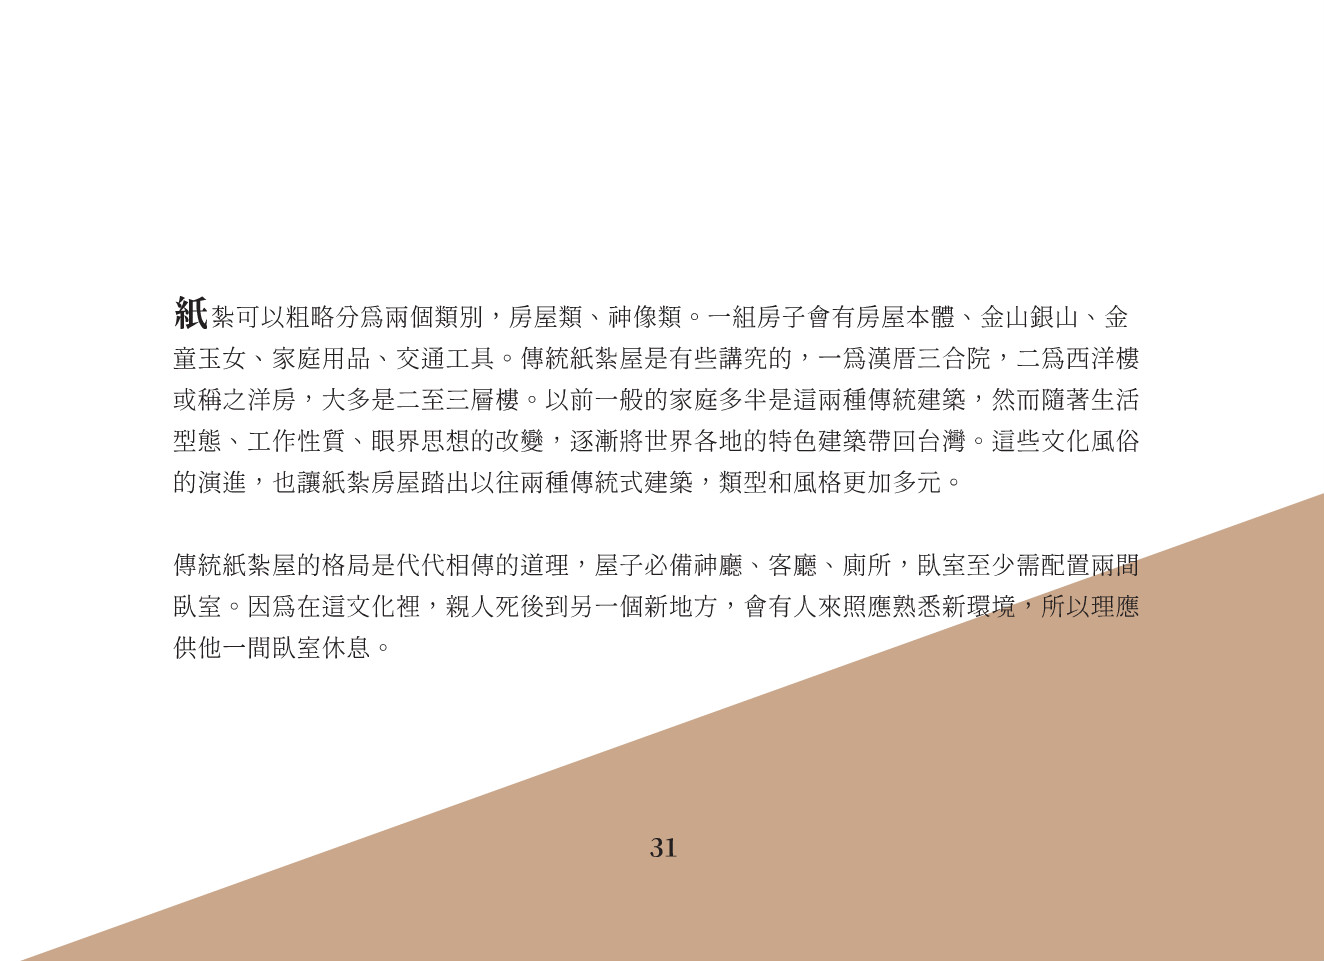 紙紮可以粗略分爲兩個類別，房屋類、神像類。一組房子會有房屋本體、金山銀山、金
童玉女、家庭用品、交通工具。傳統紙紮屋是有些講究的，一爲漢厝三合院，二爲西洋樓
或稱之洋房，大多是二至三層樓。以前一般的家庭多半是這兩種傳統建築，然而隨著生活
型態、工作性質、眼界思想的改變，逐漸將世界各地的特色建築帶回台灣。這些文化風俗
的演進，也讓紙紮房屋踏出以往兩種傳統式建築，類型和風格更加多元。
傳統紙紮屋的格局是代代相傳的道理，屋子必備神廳、客廳、廁所，臥室至少需配置兩間
臥室。因爲在這文化裡，親人死後到另一個新地方，會有人來照應熟悉新環境，所以理應
供他一間臥室休息。
31